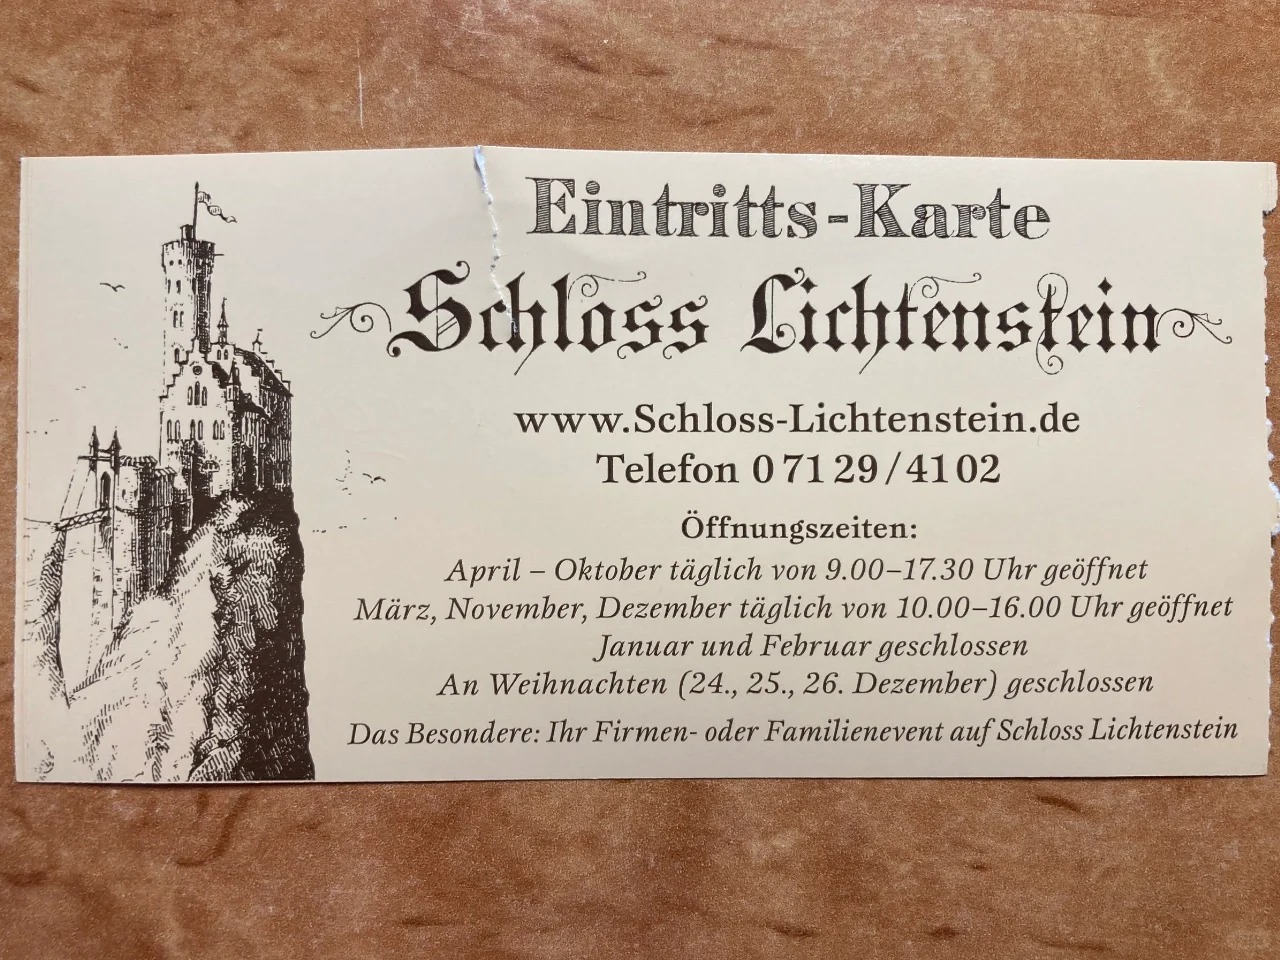 Eintritts-Karte
Schloss Lichtenstein
www.Schloss-Lichtenstein.de
Telefon 0 71 29 / 41 02
Öffnungszeiten:
April – Oktober täglich von 9.00–17.30 Uhr geöffnet
März, November, Dezember täglich von 10.00–16.00 Uhr geöffnet
Januar und Februar geschlossen
An Weihnachten (24., 25., 26. Dezember) geschlossen
Das Besondere: Ihr Firmen- oder Familienevent auf Schloss Lichtenstein